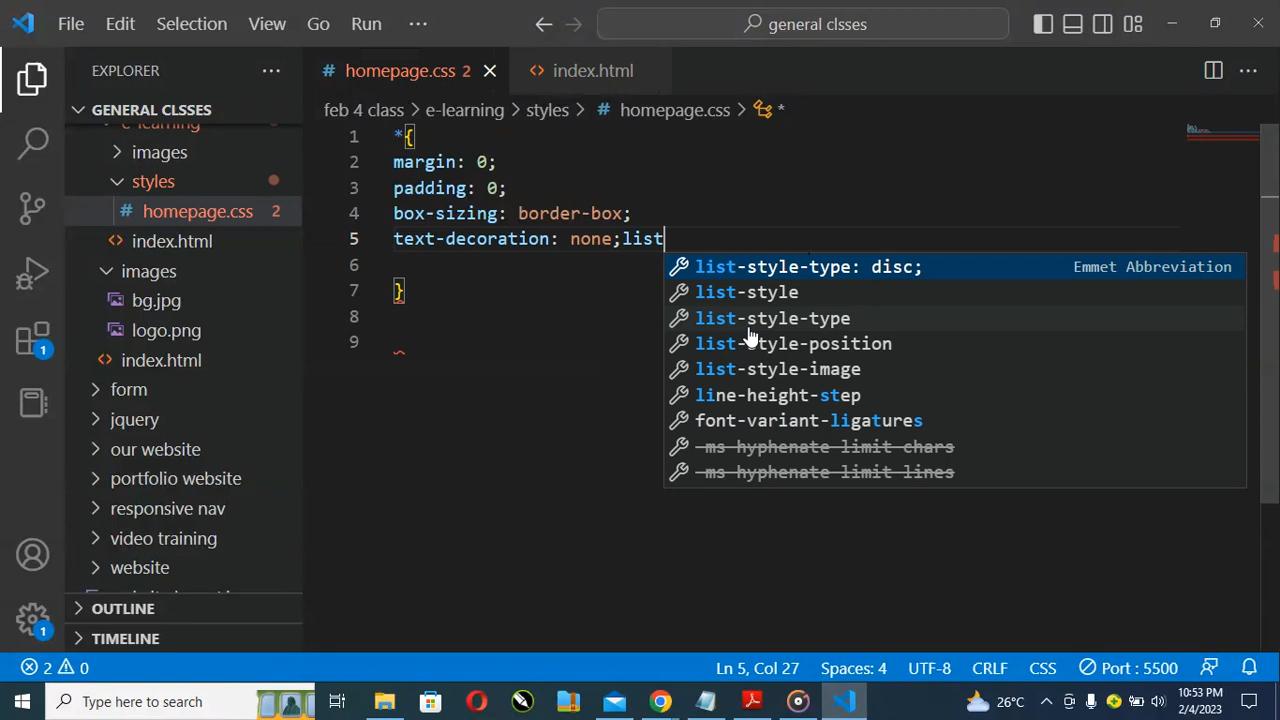 File Edit Selection View Go Run ··· general clsses
EXPLORER ···
# homepage.css 2 × <> index.html ···
GENERAL CLSSES
feb 4 class > e-learning > styles > # homepage.css > *
e-learning
images
styles
# homepage.css 2
<> index.html
images
bg.jpg
logo.png
<> index.html
form
jquery
our website
portfolio website
responsive nav
video training
website
OUTLINE
TIMELINE
1 *{
2 margin: 0;
3 padding: 0;
4 box-sizing: border-box;
5 text-decoration: none;list
6
7 }
8
9
list-style-type: disc; Emmet Abbreviation
list-style
list-style-type
list-style-position
list-style-image
line-height-step
font-variant-ligatures
-ms-hyphenate-limit-chars
-ms-hyphenate-limit-lines
1
1
2 0 Ln 5, Col 27 Spaces: 4 UTF-8 CRLF CSS Port : 5500
Type here to search 26°C 10:53 PM
2/4/2023